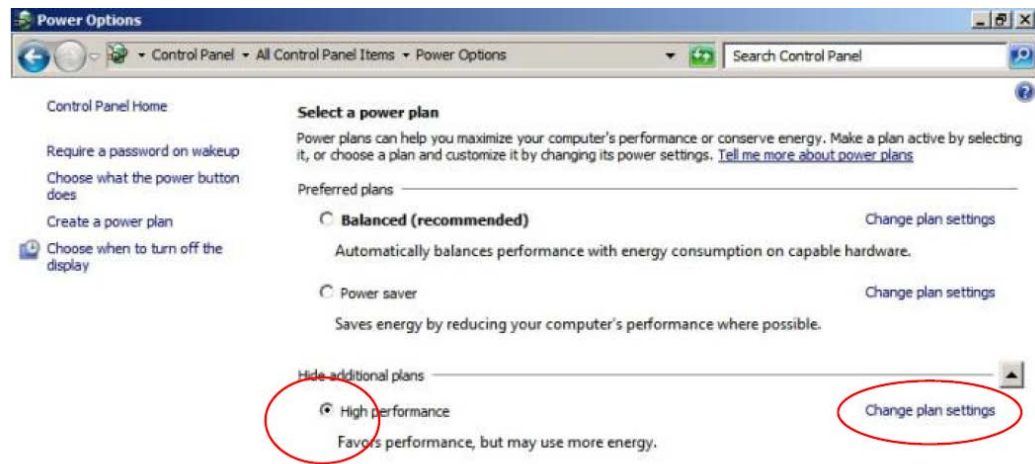 Power Options
Control Panel All Control Panel Items Power Options Search Control Panel
Control Panel Home
Require a password on wakeup
Choose what the power button
does
Create a power plan
Choose when to turn off the
display
Select a power plan
Power plans can help you maximize your computer's performance or conserve energy. Make a plan active by selecting
it, or choose a plan and customize it by changing its power settings. Tell me more about power plans
Preferred plans
Balanced (recommended) Change plan settings
Automatically balances performance with energy consumption on capable hardware.
Power saver Change plan settings
Saves energy by reducing your computer's performance where possible.
Hide additional plans
High performance Change plan settings
Favors performance, but may use more energy.